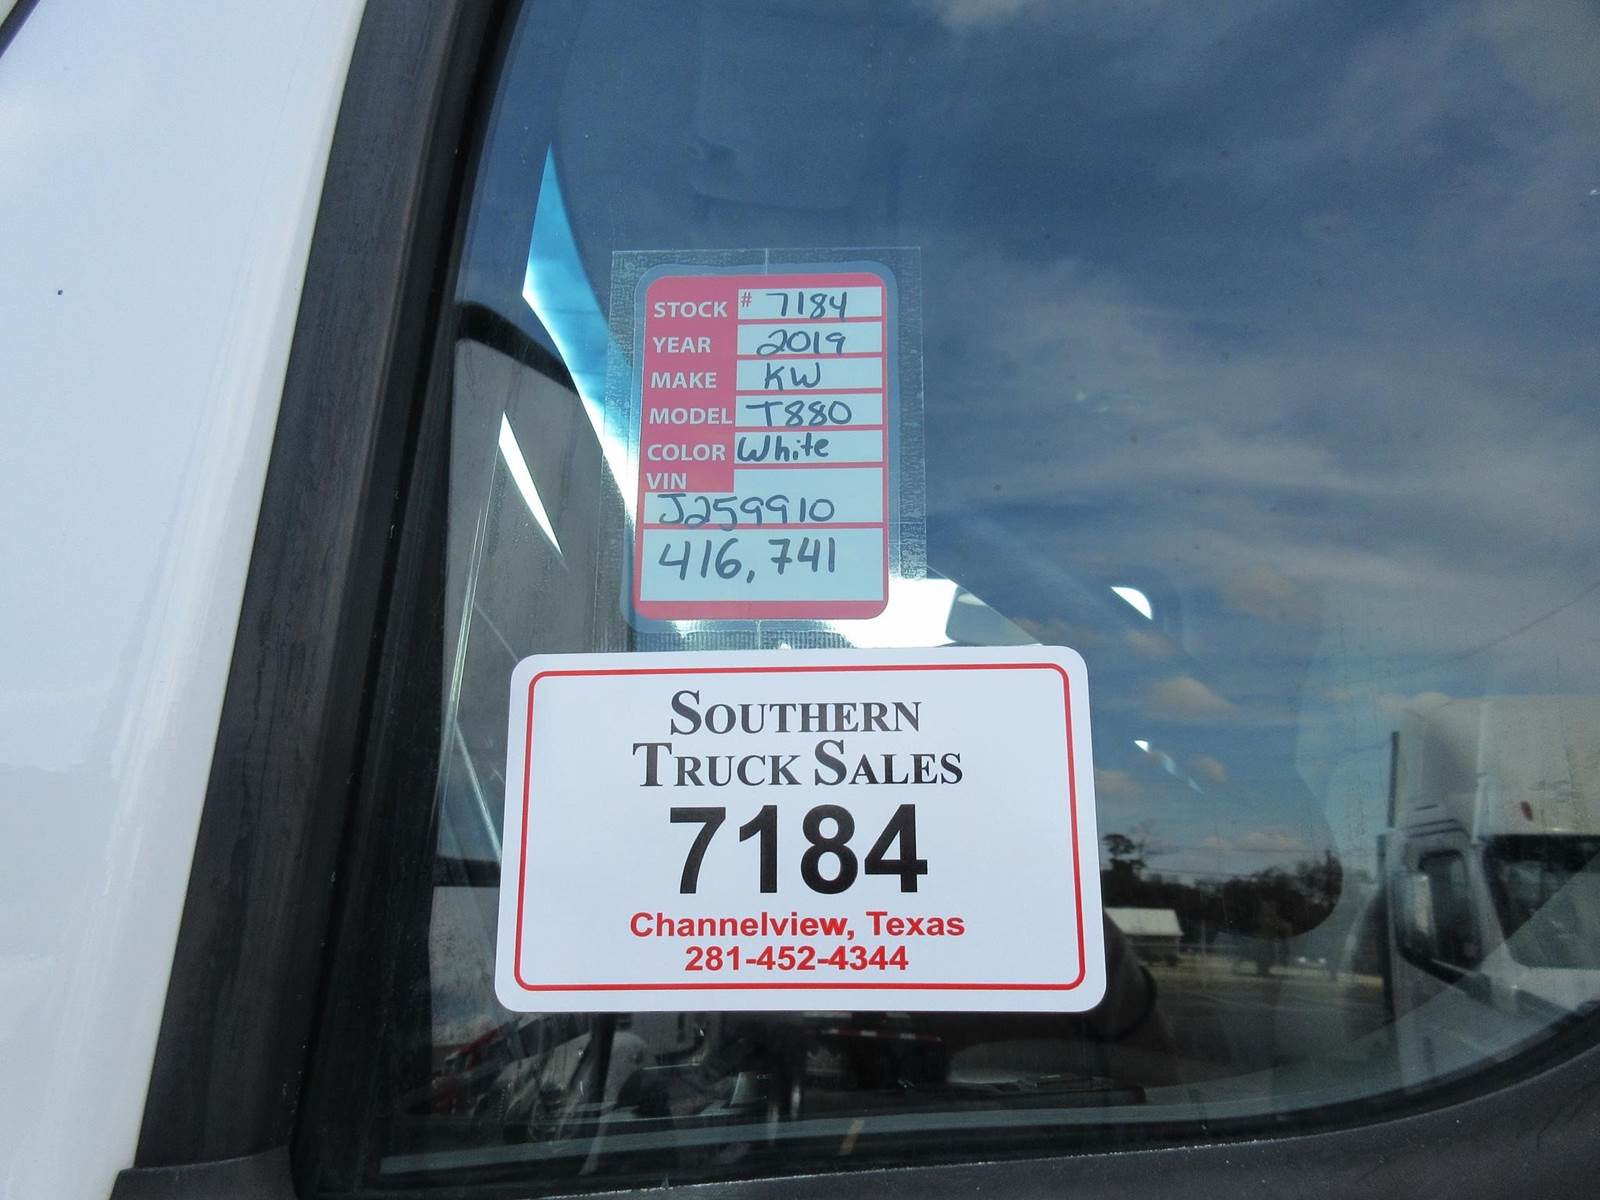 STOCK # 7184
YEAR 2019
MAKE KW
MODEL T880
COLOR White
VIN
J259910
416,741
SOUTHERN
TRUCK SALES
7184
Channelview, Texas
281-452-4344